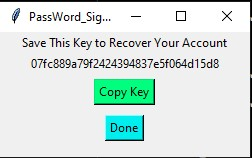 PassWord_Sig...
Save This Key to Recover Your Account
07fc889a79f2424394837e5f064d15d8
Copy Key
Done